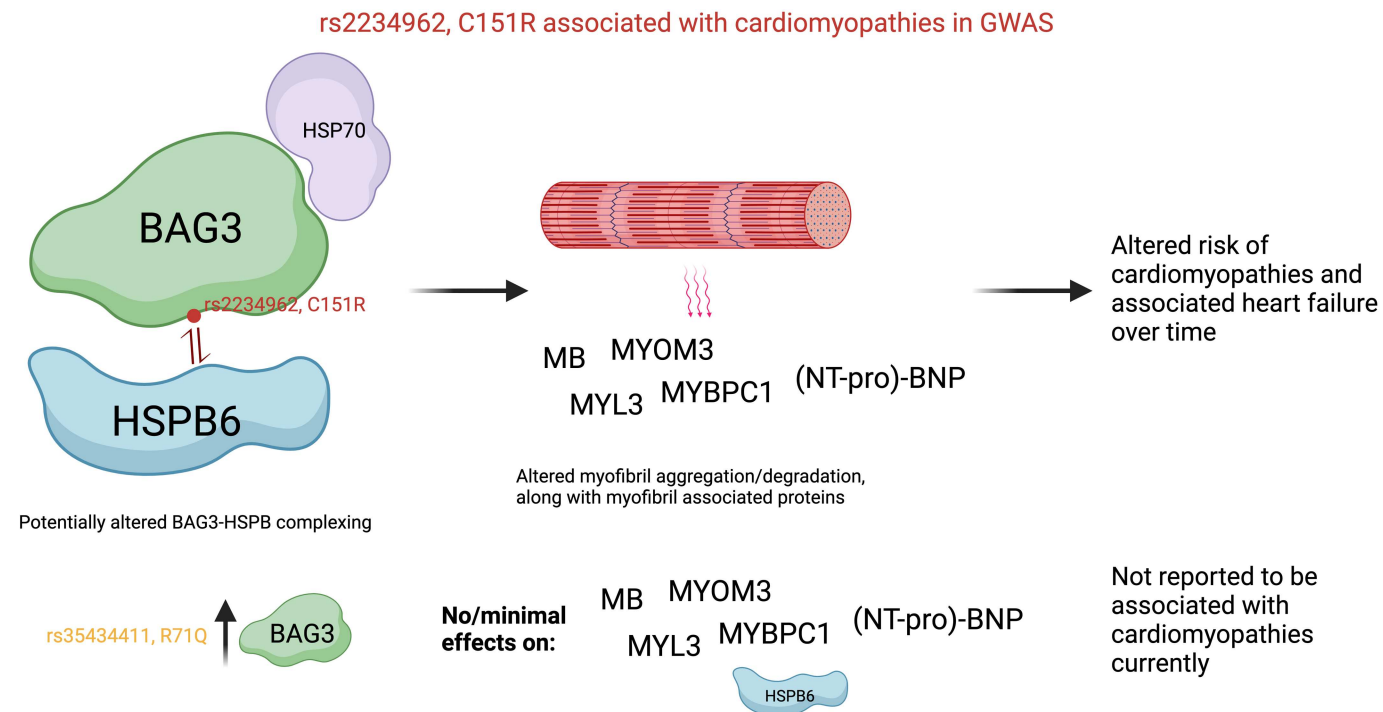 rs2234962, C151R associated with cardiomyopathies in GWAS
HSP70
BAG3
rs2234962, C151R
HSPB6
Potentially altered BAG3-HSPB complexing
MB
MYOM3
MYL3
MYBPC1
(NT-pro)-BNP
Altered myofibril aggregation/degradation,
along with myofibril associated proteins
Altered risk of
cardiomyopathies and
associated heart failure
over time
rs35434411, R71Q
BAG3
No/minimal
effects on:
MB
MYOM3
MYL3
MYBPC1
(NT-pro)-BNP
HSPB6
Not reported to be
associated with
cardiomyopathies
currently